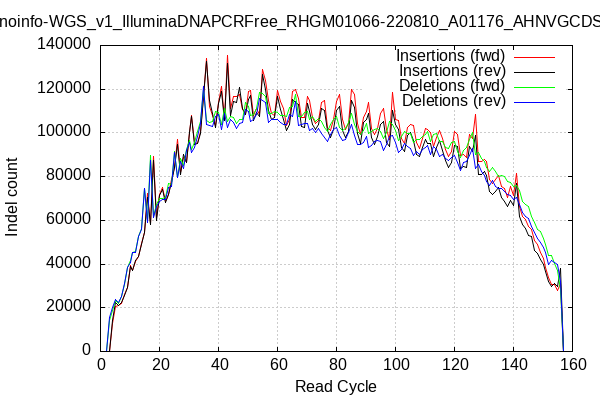 noinfo-WGS_v1_IlluminaDNAPCRFree_RHGM01066-220810_A01176_AHNVGCDS
Insertions (fwd)
Insertions (rev)
Deletions (fwd)
Deletions (rev)
Indel count
140000
120000
100000
80000
60000
40000
20000
0
0 20 40 60 80 100 120 140 160
Read Cycle